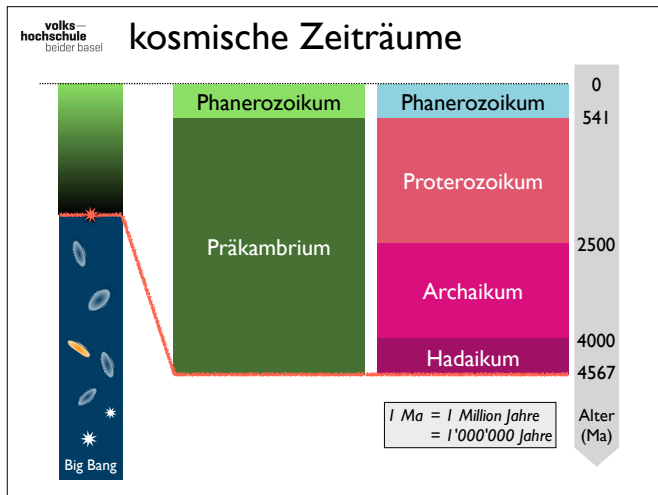 volks-
hochschule
beider basel
kosmische Zeiträume
0
Phanerozoikum
Phanerozoikum
541
Proterozoikum
Präkambrium
2500
Archaikum
4000
Hadaikum
4567
1 Ma = 1 Million Jahre
= 1'000'000 Jahre
Alter
(Ma)
Big Bang